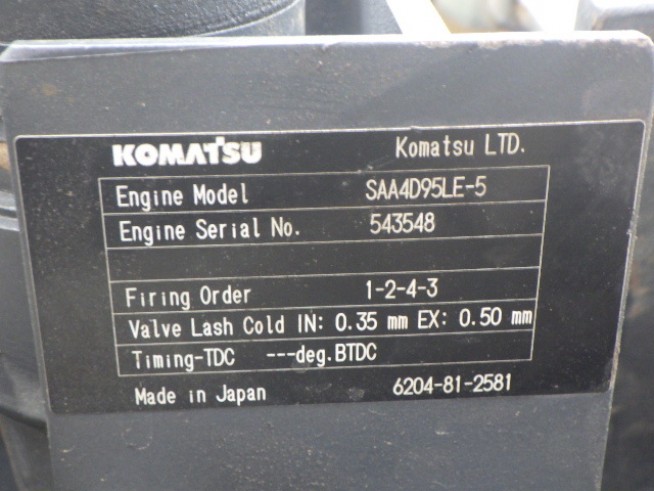 KOMATSU Komatsu LTD.
Engine Model SAA4D95LE-5
Engine Serial No. 543548
Firing Order 1-2-4-3
Valve Lash Cold IN: 0.35 mm EX: 0.50 mm
Timing-TDC ---deg.BTDC
Made in Japan 6204-81-2581